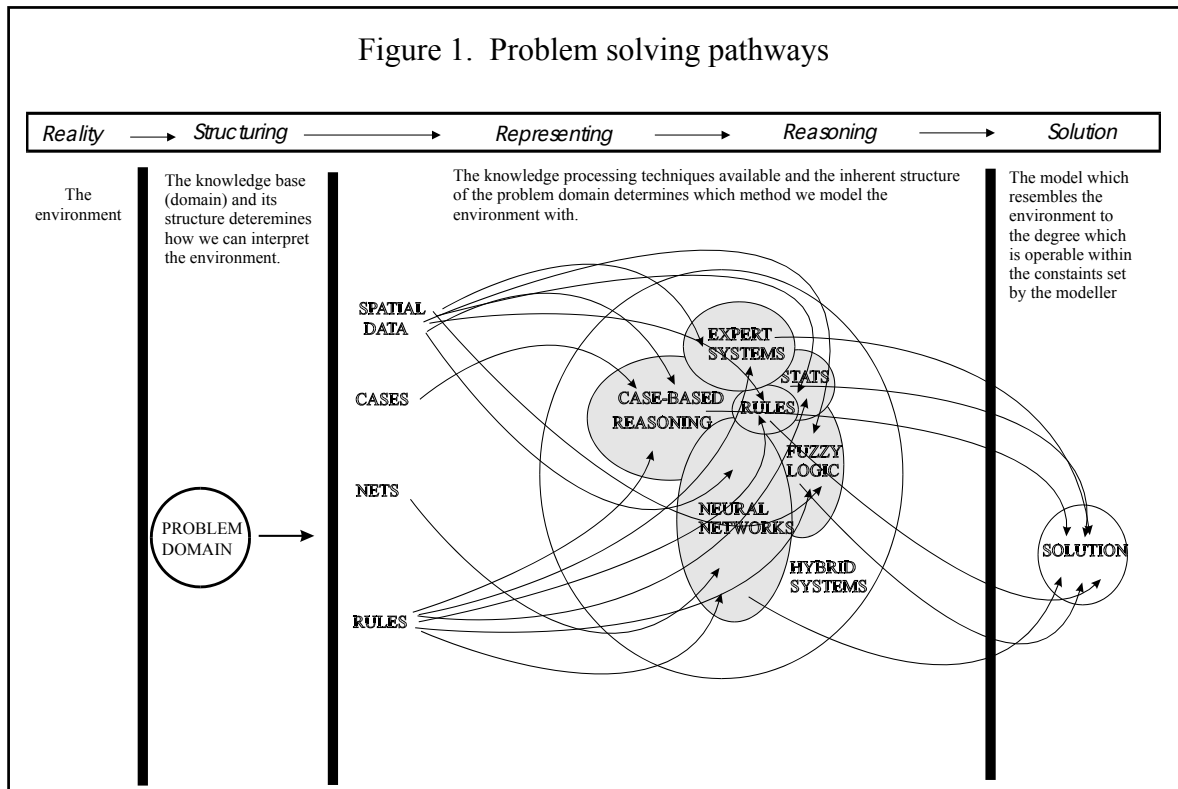 Figure 1.  Problem solving pathways
Reality Structuring Representing Reasoning Solution
The
environment
The knowledge base
(domain) and its
structure deteremines
how we can interpret
the environment.
The knowledge processing techniques available and the inherent structure
of the problem domain determines which method we model the
environment with.
The model which
resembles the
environment to
the degree which
is operable within
the constaints set
by the modeller
SPATIAL
DATA
CASES
NETS
RULES
PROBLEM
DOMAIN
EXPERT
SYSTEMS
STATS
CASE-BASED
REASONING
RULES
FUZZY
LOGIC
NEURAL
NETWORKS
HYBRID
SYSTEMS
SOLUTION